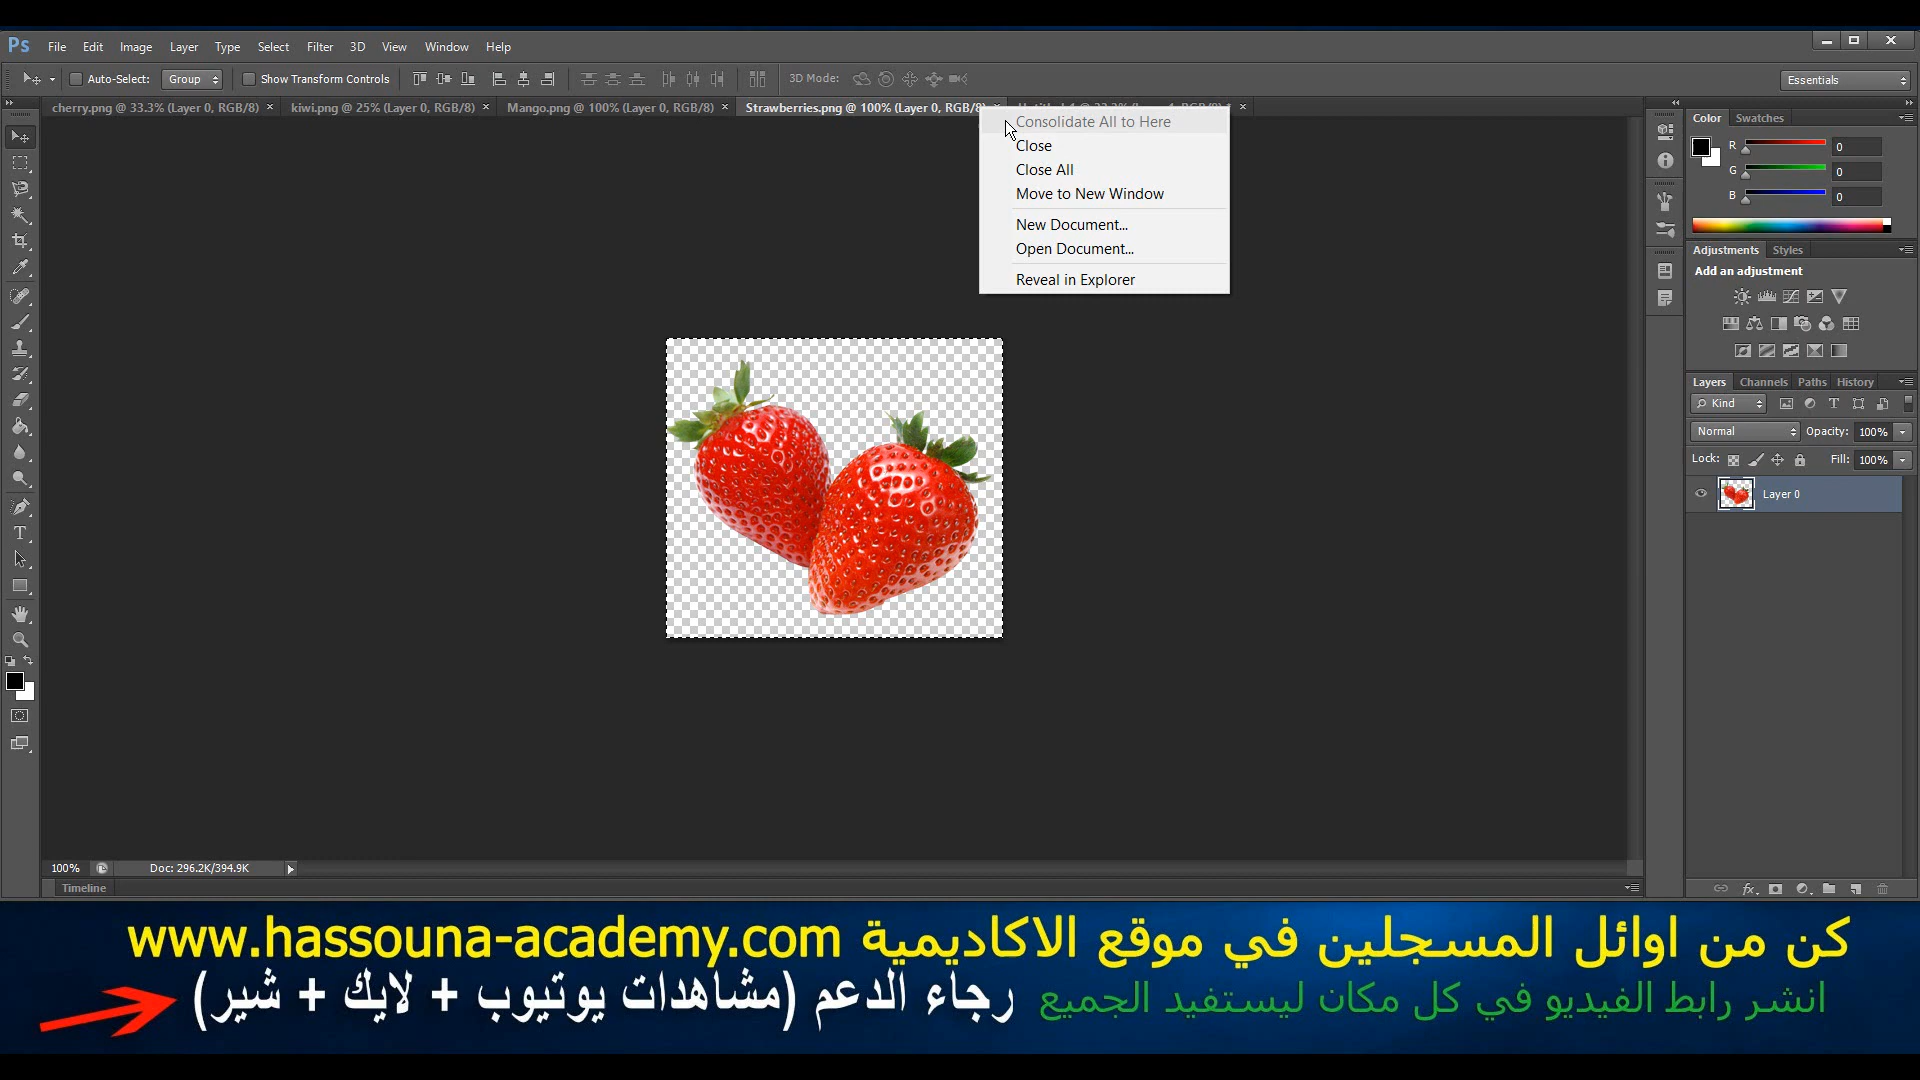 Ps File Edit Image Layer Type Select Filter 3D View Window Help
Auto-Select: Group Show Transform Controls 3D Mode: Essentials
cherry.png @ 33.3% (Layer 0, RGB/8) × kiwi.png @ 25% (Layer 0, RGB/8) × Mango.png @ 100% (Layer 0, RGB/8) × Strawberries.png @ 100% (Layer 0, RGB/8)
Consolidate All to Here
Close
Close All
Move to New Window
New Document...
Open Document...
Reveal in Explorer
Color Swatches
R 0
G 0
B 0
Adjustments Styles
Add an adjustment
Layers Channels Paths History
Kind
Normal Opacity: 100%
Lock: Fill: 100%
Layer 0
100% Doc: 296.2K/394.9K
Timeline
كن من اوائل المسجلين في موقع الاكاديمية www.hassouna-academy.com
انشر رابط الفيديو في كل مكان ليستفيد الجميع رجاء الدعم (مشاهدات يوتيوب + لايك + شير)